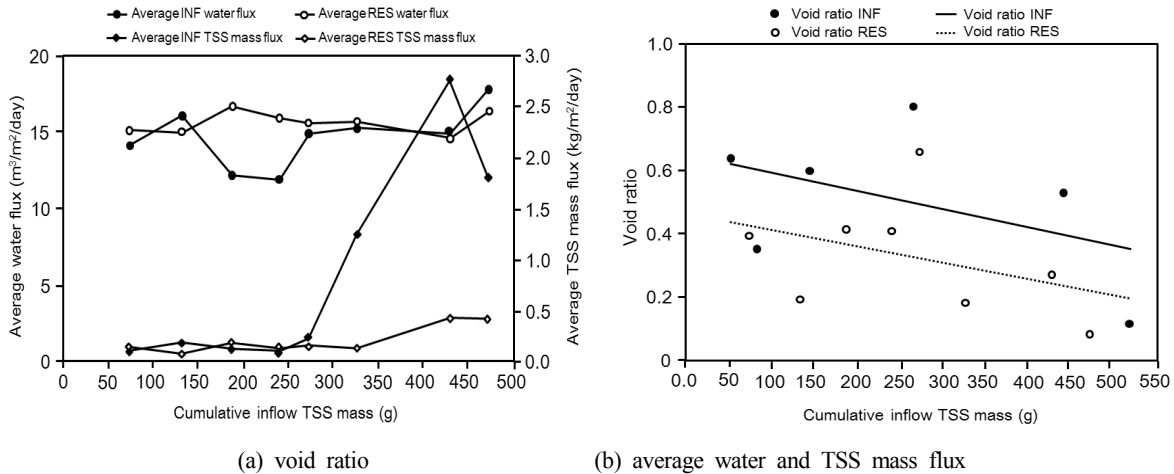 Average INF water flux
Average RES water flux
Average INF TSS mass flux
Average RES TSS mass flux
Average water flux (m³/m²/day)
20
15
10
5
0
3.0
2.5
2.0
1.5
1.0
0.5
0.0
Average TSS mass flux (kg/m²/day)
0 50 100 150 200 250 300 350 400 450 500
Cumulative inflow TSS mass (g)
(a) void ratio
Void ratio INF
Void ratio INF
Void ratio RES
Void ratio RES
Void ratio
1.0
0.8
0.6
0.4
0.2
0
0.0 50 100 150 200 250 300 350 400 450 500 550
Cumulative inflow TSS mass (g)
(b) average water and TSS mass flux